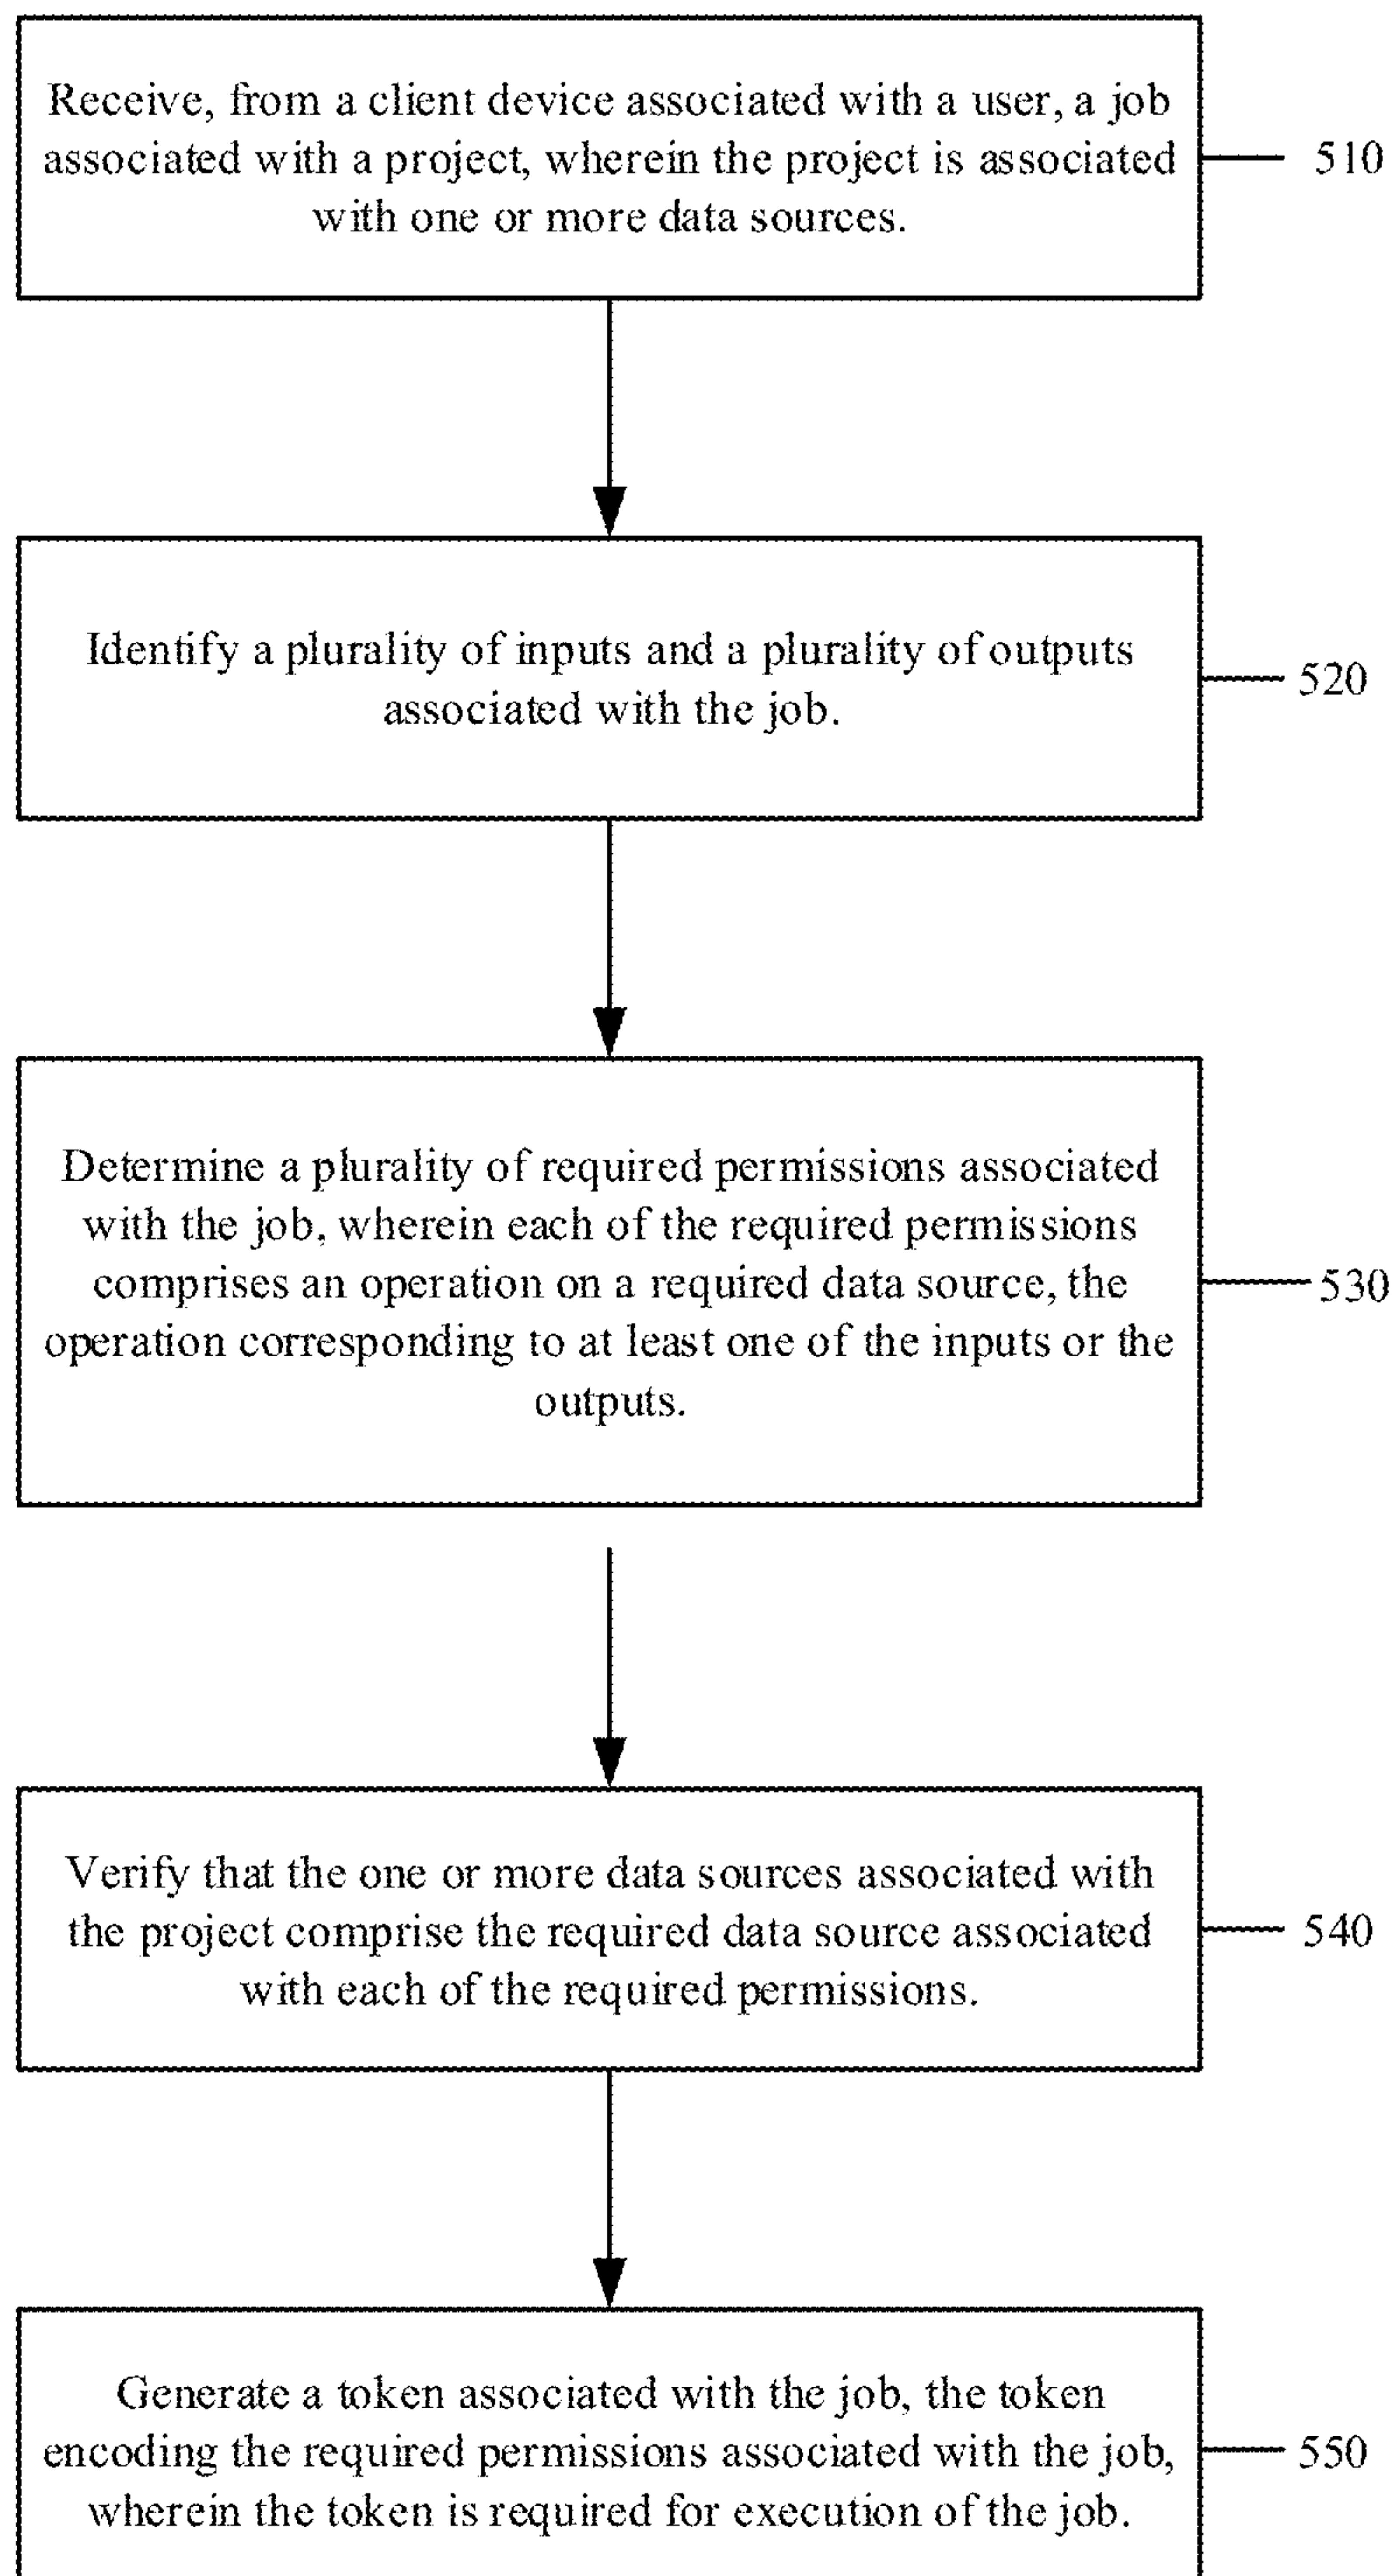 Receive, from a client device associated with a user, a job
associated with a project, wherein the project is associated
with one or more data sources.
510
Identify a plurality of inputs and a plurality of outputs
associated with the job.
520
Determine a plurality of required permissions associated
with the job, wherein each of the required permissions
comprises an operation on a required data source, the
operation corresponding to at least one of the inputs or the
outputs.
530
Verify that the one or more data sources associated with
the project comprise the required data source associated
with each of the required permissions.
540
Generate a token associated with the job, the token
encoding the required permissions associated with the job,
wherein the token is required for execution of the job.
550